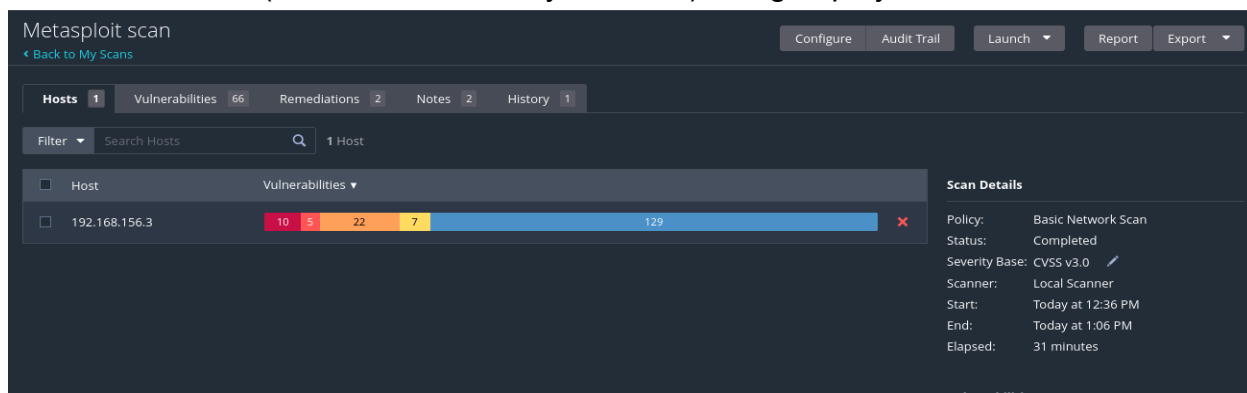 Metasploit scan
Back to My Scans
Configure Audit Trail Launch Report Export
Hosts 1 Vulnerabilities 66 Remediations 2 Notes 2 History 1
Filter Search Hosts 1 Host
Host Vulnerabilities
192.168.156.3 10 5 22 7 129
Scan Details
Policy: Basic Network Scan
Status: Completed
Severity Base: CVSS v3.0
Scanner: Local Scanner
Start: Today at 12:36 PM
End: Today at 1:06 PM
Elapsed: 31 minutes